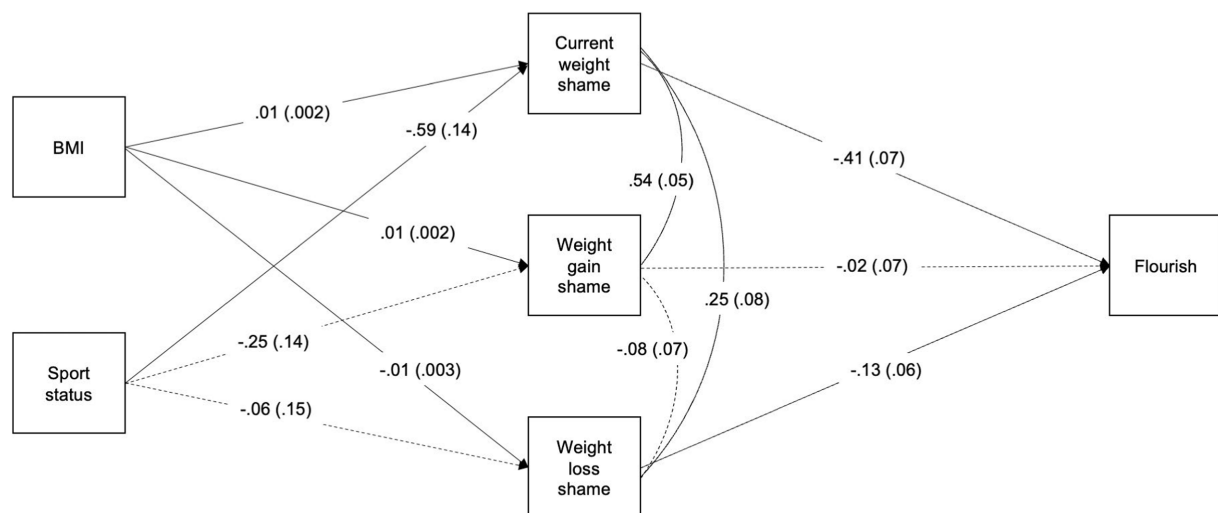 Current
weight
shame
BMI
.01 (.002)
-.59 (.14)
-.41 (.07)
.54 (.05)
.01 (.002)
Weight
gain
shame
-.02 (.07)
Flourish
.25 (.08)
-.25 (.14)
-.08 (.07)
Sport
status
-.01 (.003)
-.13 (.06)
-.06 (.15)
Weight
loss
shame